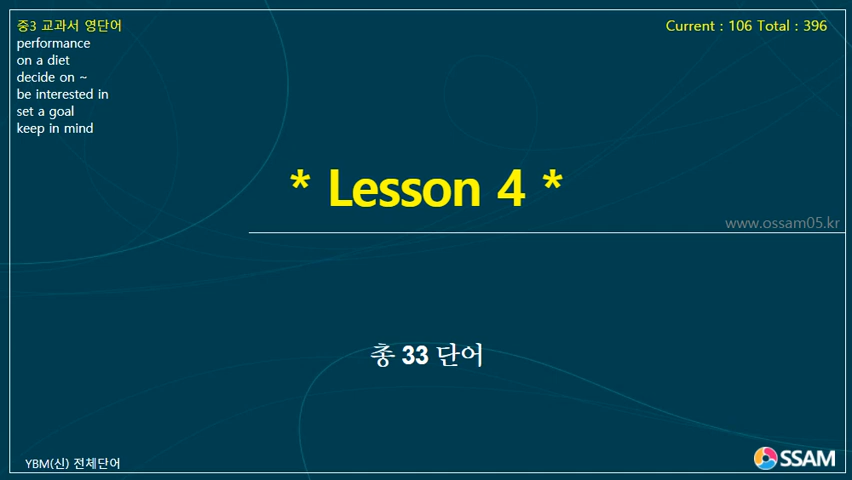 중3 교과서 영단어
Current : 106 Total : 396
performance
on a diet
decide on ~
be interested in
set a goal
keep in mind
* Lesson 4 *
www.ossam05.kr
총 33 단어
YBM(신) 전체단어
SSAM